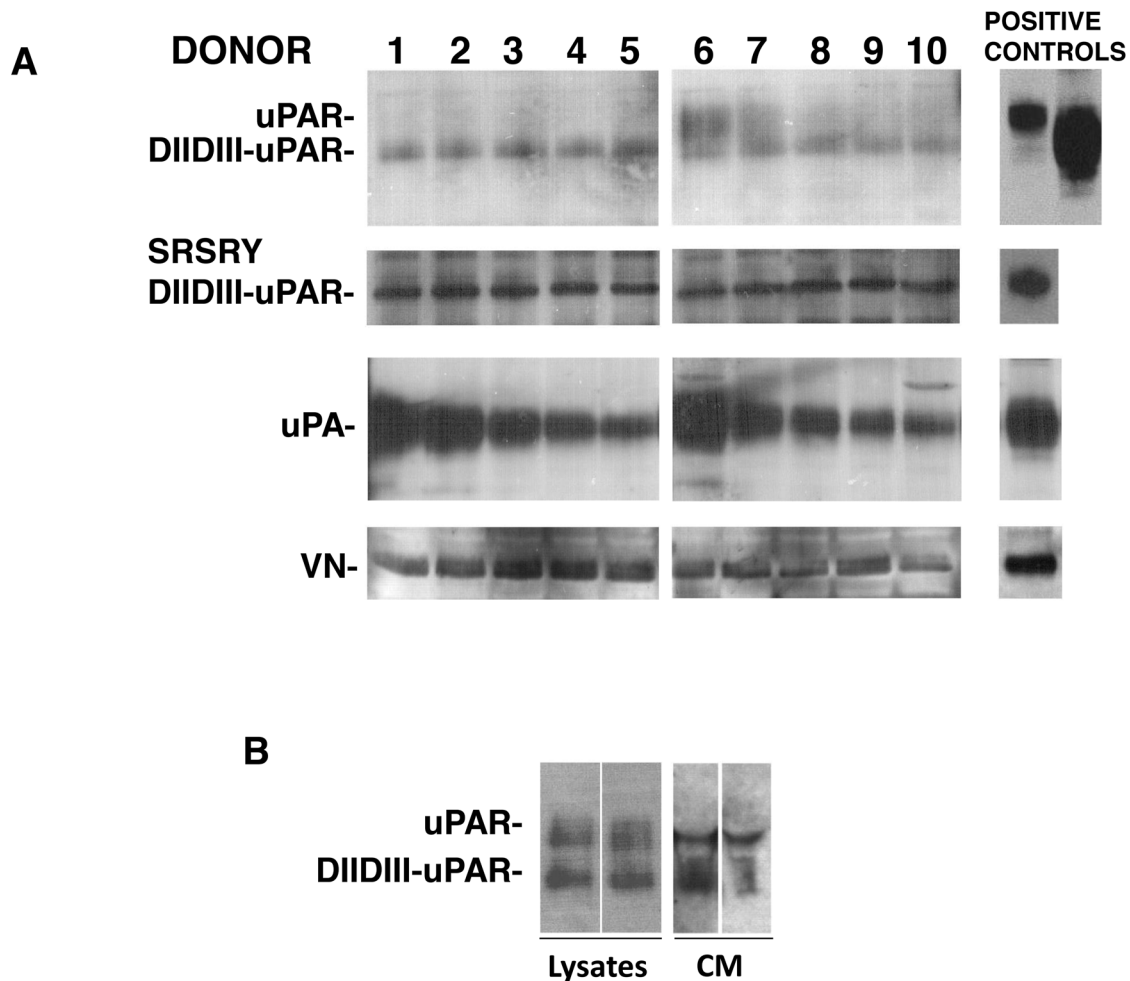 A
DONOR 1 2 3 4 5 6 7 8 9 10
POSITIVE
CONTROLS
uPAR-
DIIDIII-uPAR-
SRSRY
DIIDIII-uPAR-
uPA-
VN-
B
uPAR-
DIIDIII-uPAR-
Lysates CM